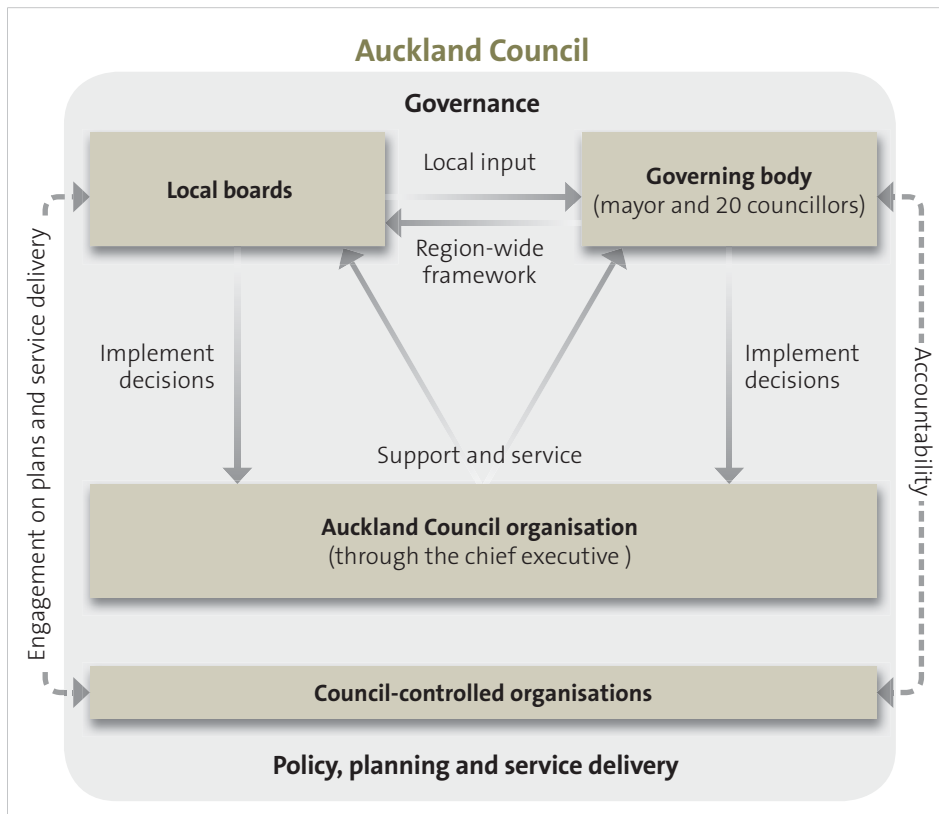 Auckland Council
Governance
Local boards
Local input
Governing body
(mayor and 20 councillors)
Region-wide
framework
Engagement on plans and service delivery
Implement
decisions
Implement
decisions
Accountability
Support and service
Auckland Council organisation
(through the chief executive )
Council-controlled organisations
Policy, planning and service delivery